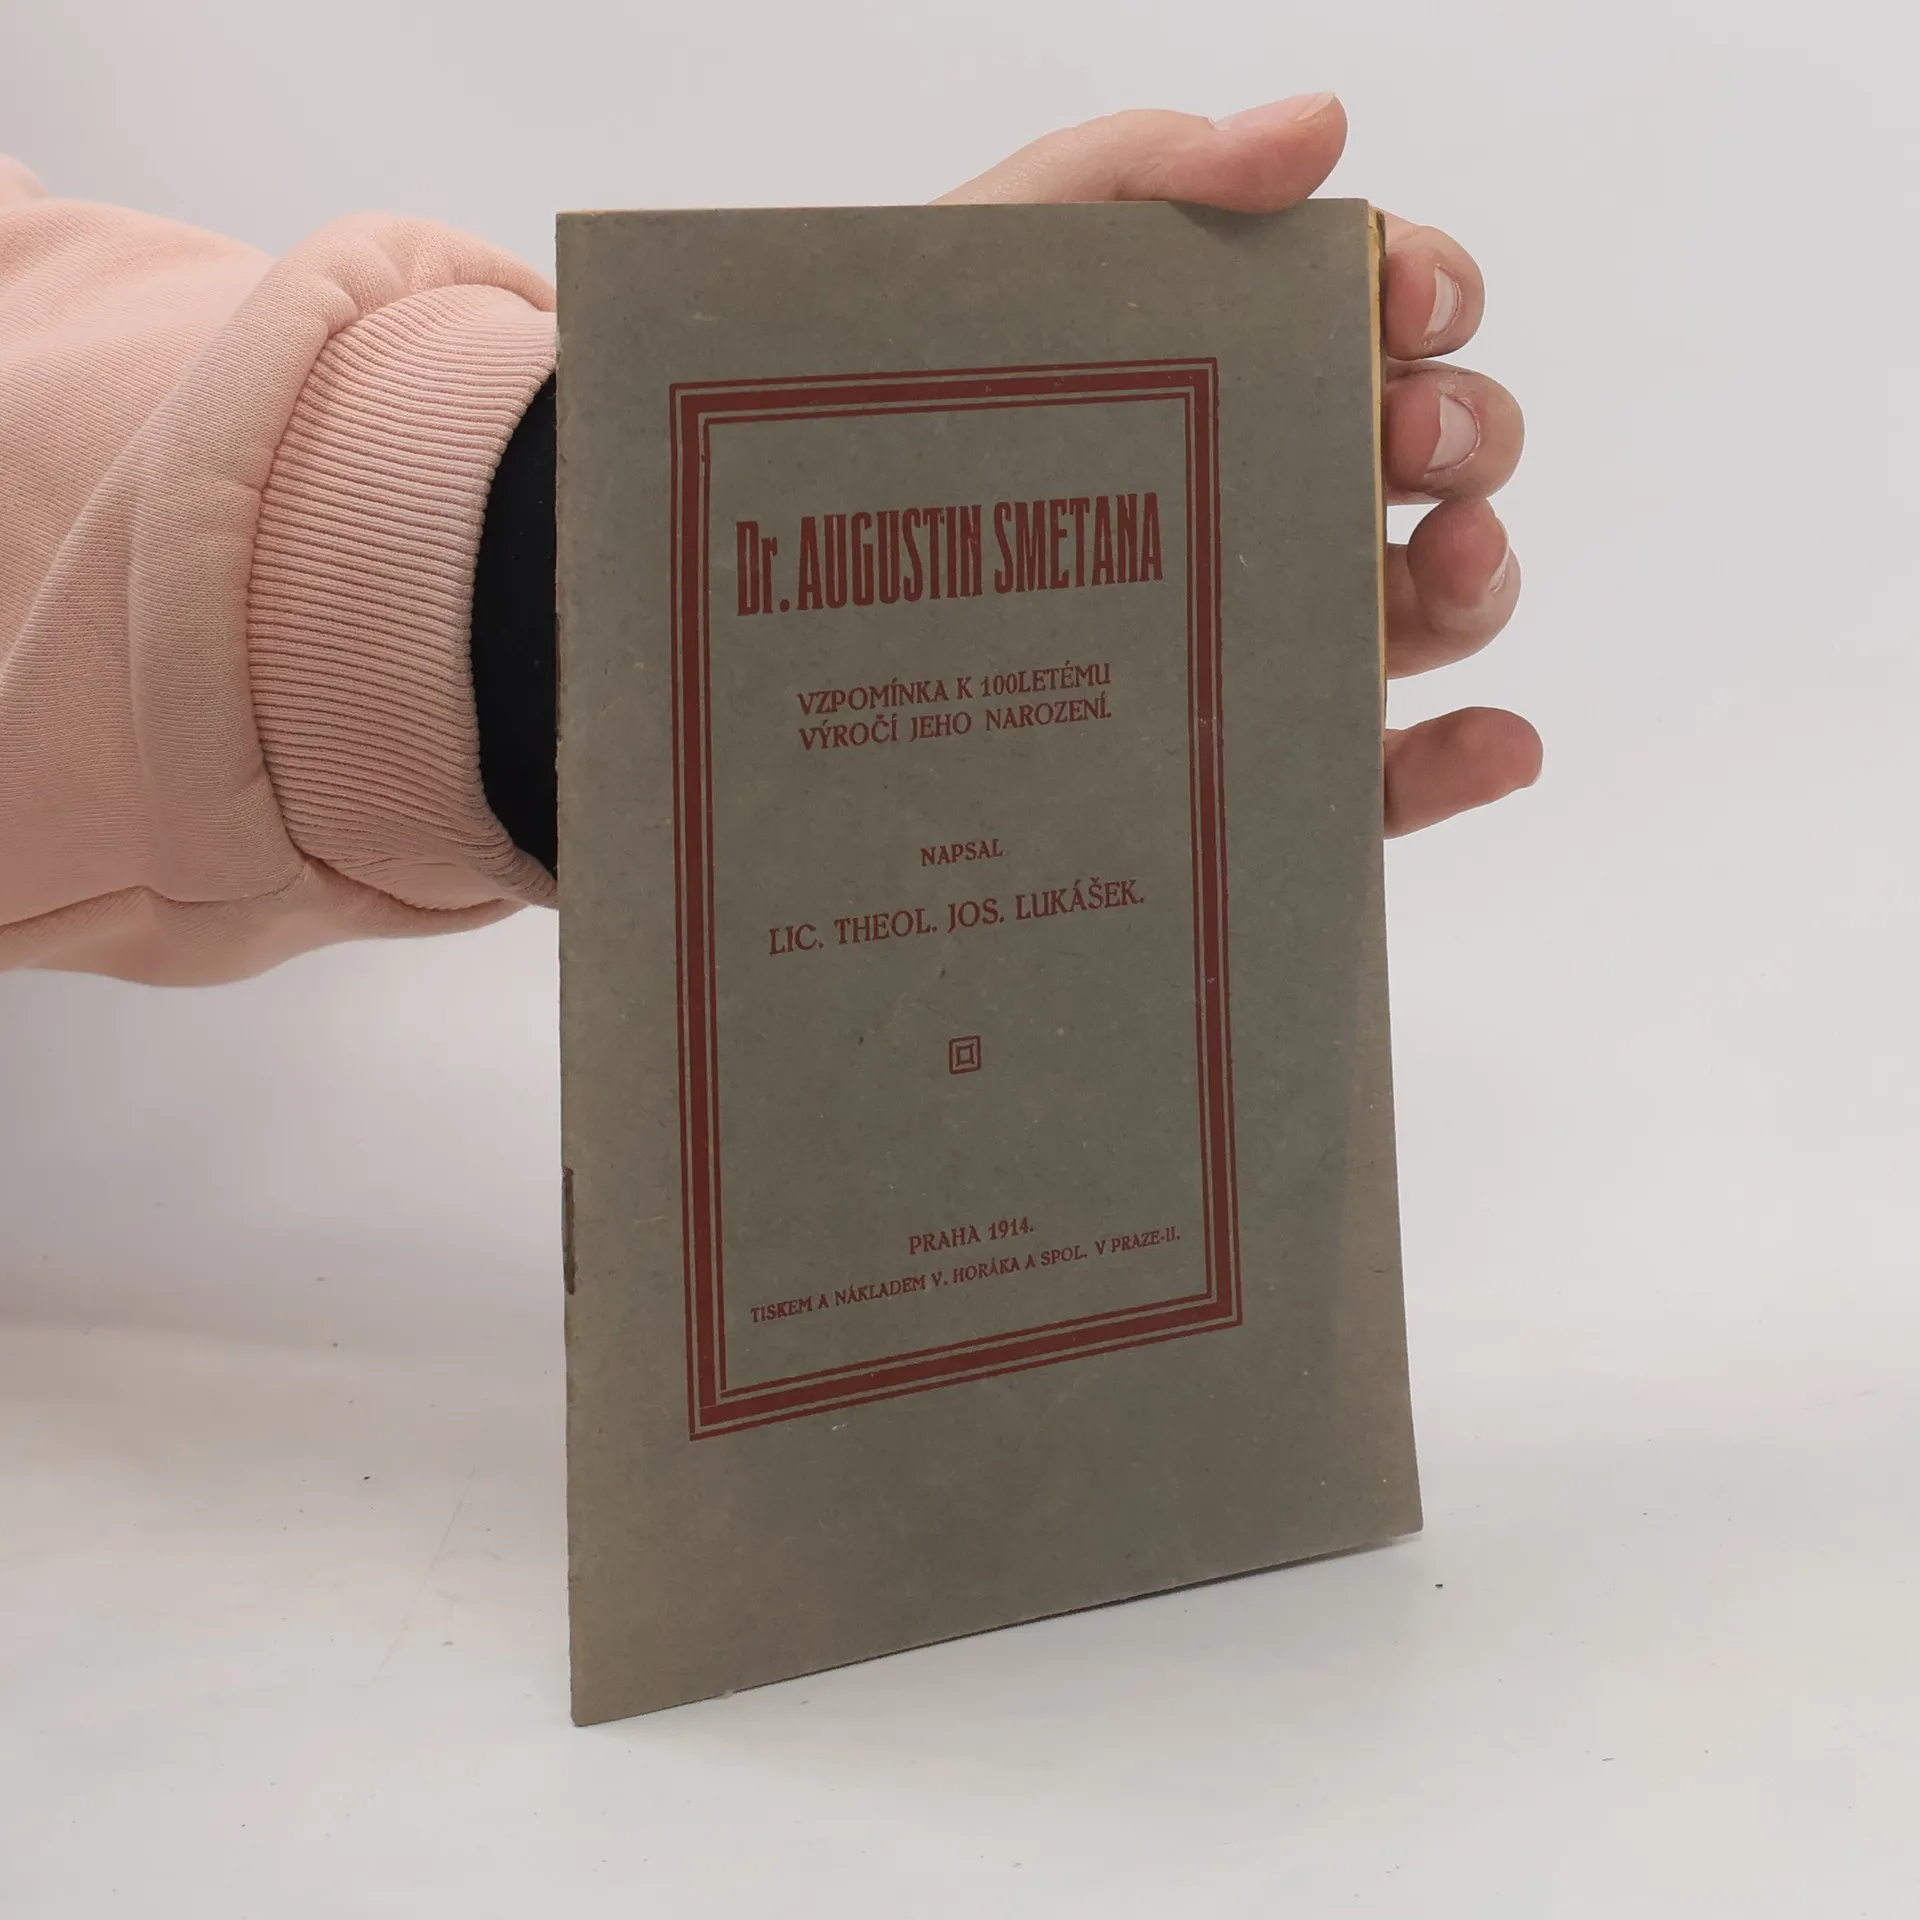 Dr. AUGUSTIN SMETANA
VZPOMÍNKA K 100LETÉMU
VÝROČÍ JEHO NAROZENÍ.
NAPSAL
LIC. THEOL. JOS. LUKÁŠEK.
PRAHA 1914.
TISKEM A NÁKLADEM V. HORÁKA A SPOL. V PRAZE-II.